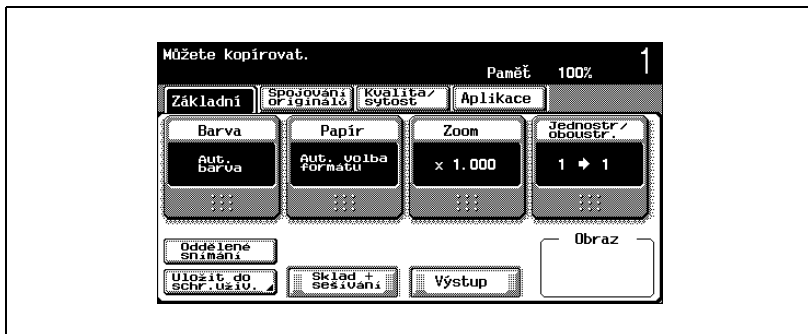 Můžete kopírovat.
Paměť 100% 1
Základní
Spojování
originálů
Kvalita/
sytost
Aplikace
Barva
Aut.
barva
Papír
Aut. volba
formátu
Zoom
x 1.000
Jednostr/
oboustr.
1 ➔ 1
Oddělené
snímání
Uložit do
schr.uživ.
Sklad +
sešívání
Výstup
Obraz